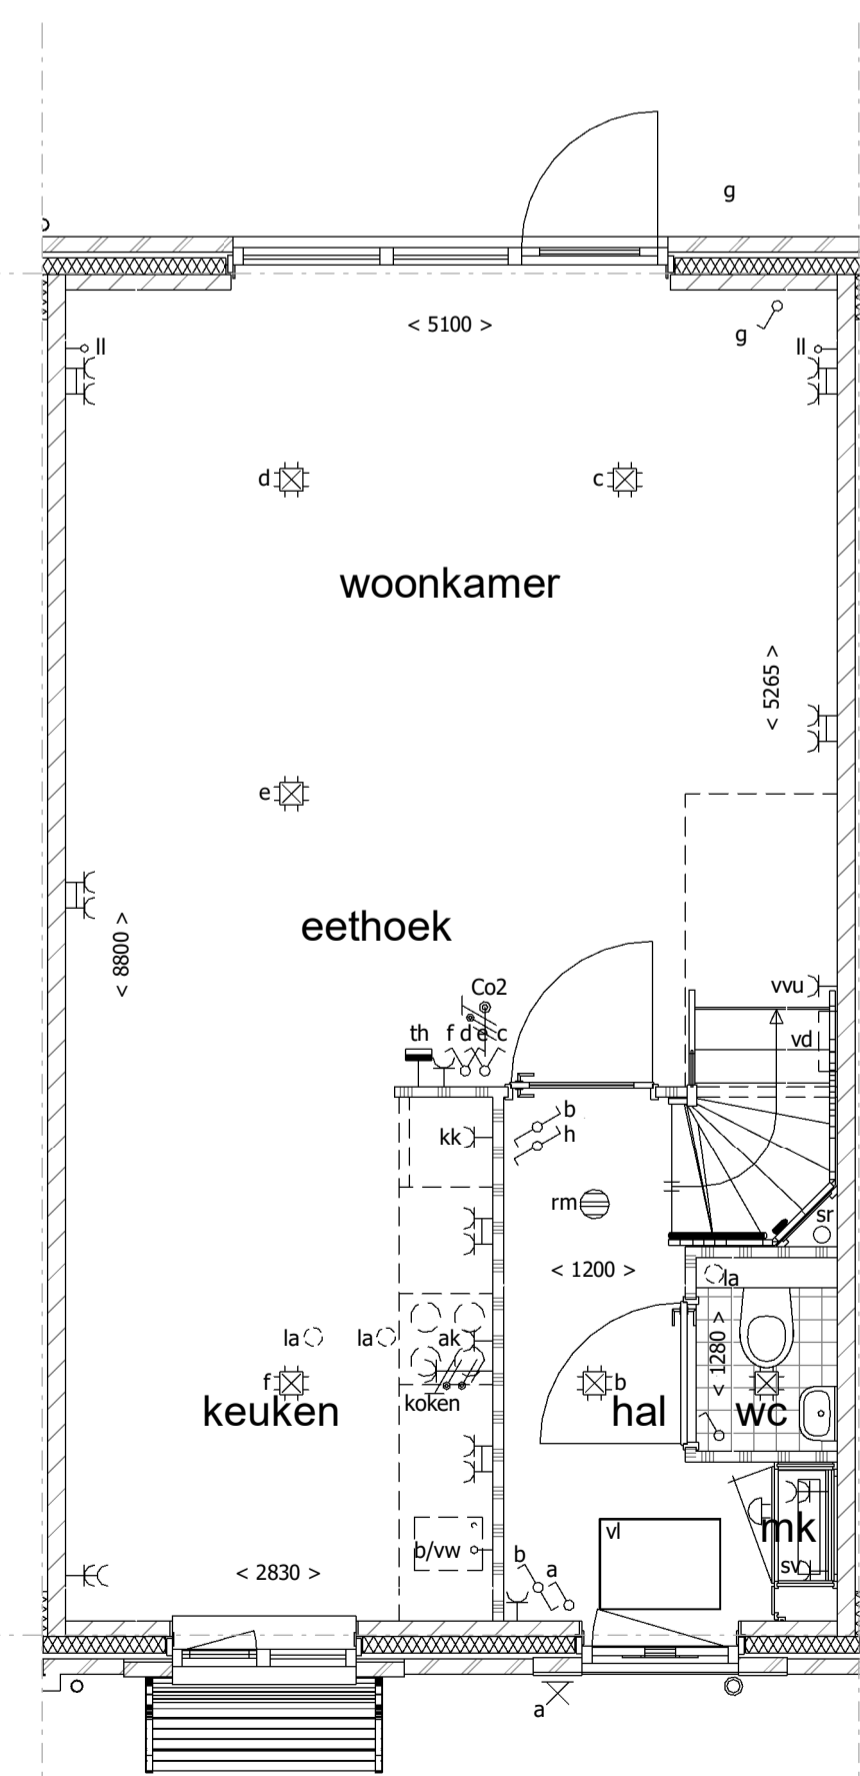 g
< 5100 >
g
ll
ll
d
c
woonkamer
< 5265 >
e
eethoek
< 8800 >
Co2
vvu
th
f d e c
vd
b
h
kk
rm
sr
< 1200 >
la
la
la
ak
< 1280 >
f
b
koken
keuken
hal
wc
vl
mk
b/vw
b
a
sv
< 2830 >
a